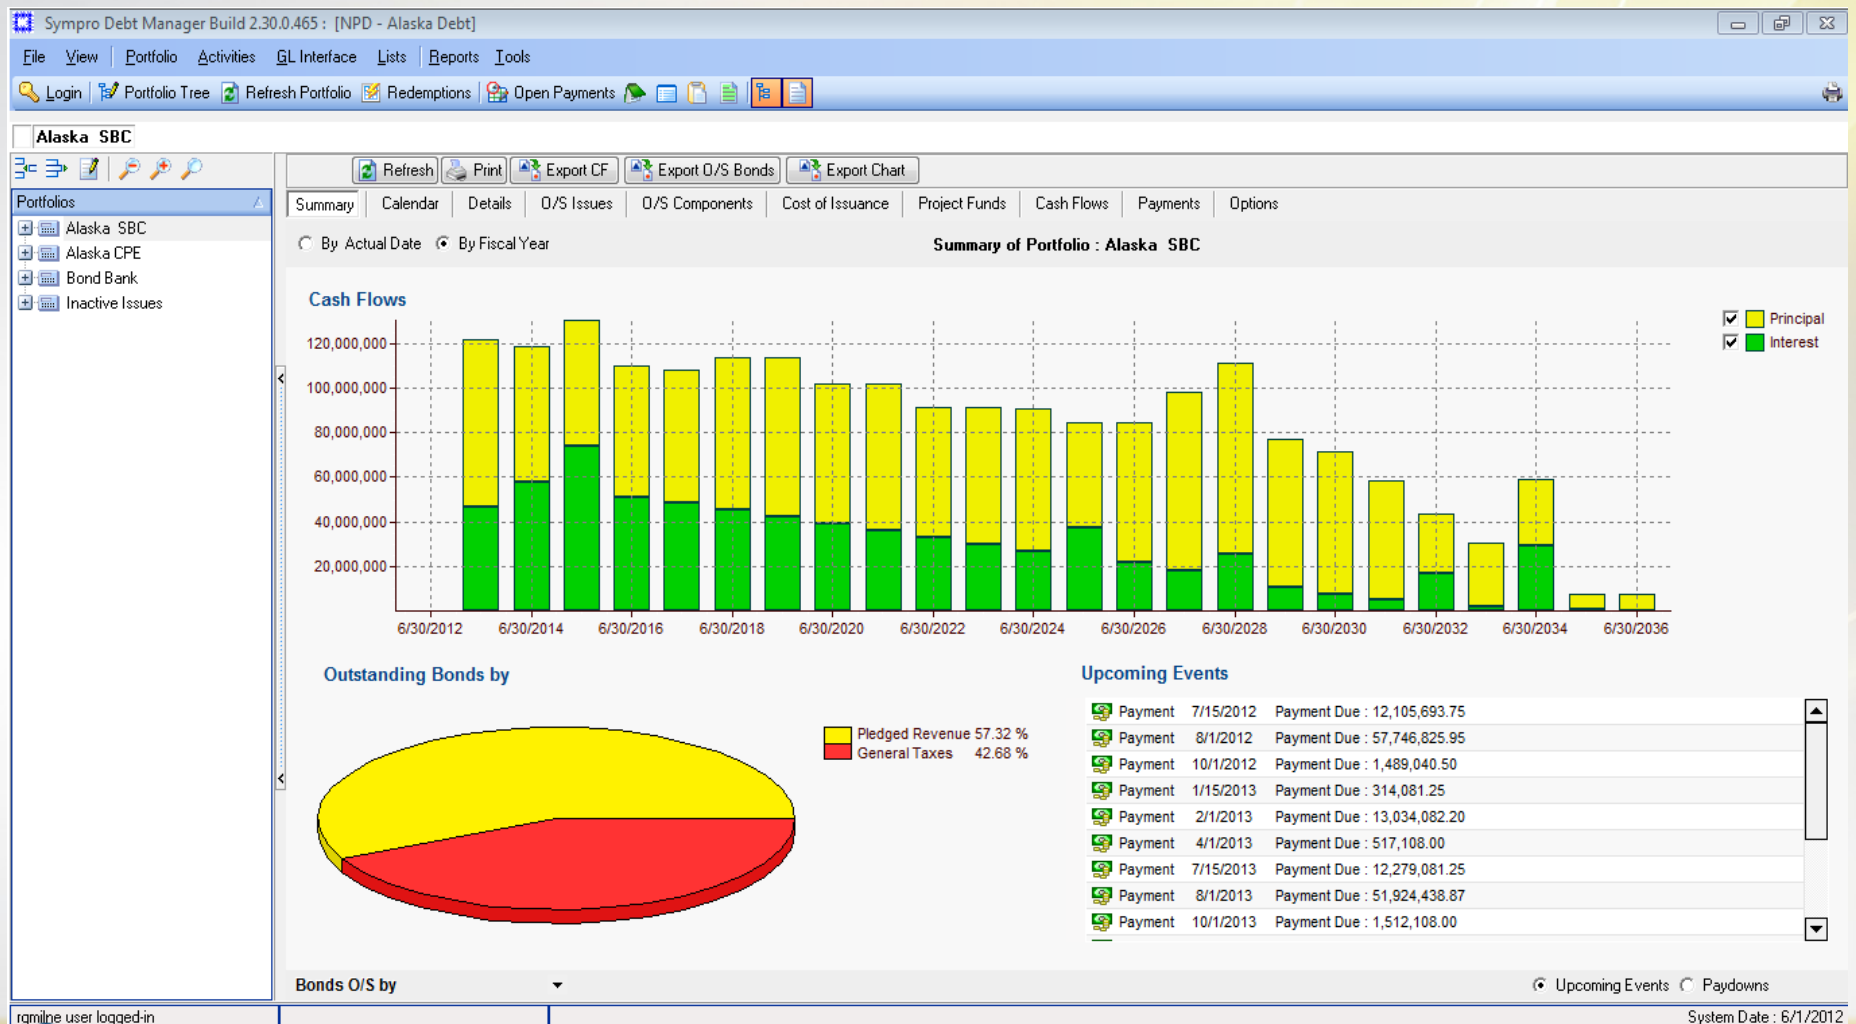 Sympro Debt Manager Build 2.30.0.465 : [NPD - Alaska Debt]
File View Portfolio Activities GL Interface Lists Reports Tools
Login Portfolio Tree Refresh Portfolio Redemptions Open Payments
Alaska SBC
Refresh Print Export CF Export O/S Bonds Export Chart
Portfolios
Summary Calendar Details O/S Issues O/S Components Cost of Issuance Project Funds Cash Flows Payments Options
Alaska SBC
Alaska CPE
Bond Bank
Inactive Issues
By Actual Date By Fiscal Year Summary of Portfolio : Alaska SBC
Cash Flows
Principal
Interest
120,000,000
100,000,000
80,000,000
60,000,000
40,000,000
20,000,000
6/30/2012 6/30/2014 6/30/2016 6/30/2018 6/30/2020 6/30/2022 6/30/2024 6/30/2026 6/30/2028 6/30/2030 6/30/2032 6/30/2034 6/30/2036
Outstanding Bonds by
Pledged Revenue 57.32 %
General Taxes 42.68 %
Upcoming Events
Payment 7/15/2012 Payment Due : 12,105,693.75
Payment 8/1/2012 Payment Due : 57,746,825.95
Payment 10/1/2012 Payment Due : 1,489,040.50
Payment 1/15/2013 Payment Due : 314,081.25
Payment 2/1/2013 Payment Due : 13,034,082.20
Payment 4/1/2013 Payment Due : 517,108.00
Payment 7/15/2013 Payment Due : 12,279,081.25
Payment 8/1/2013 Payment Due : 51,924,438.87
Payment 10/1/2013 Payment Due : 1,512,108.00
Bonds O/S by
Upcoming Events Paydowns
rgmilne user logged-in
System Date : 6/1/2012